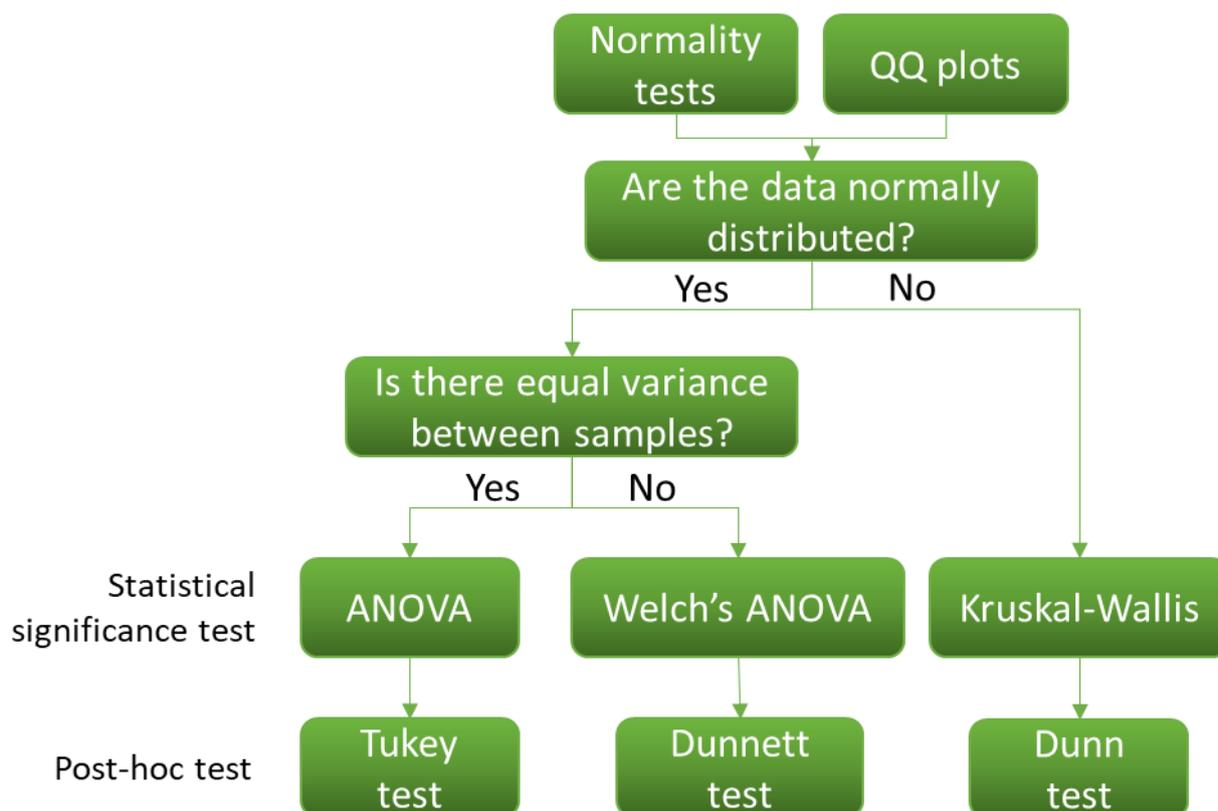 Normality
tests
QQ plots
Are the data normally
distributed?
Yes
No
Is there equal variance
between samples?
Yes
No
Statistical
significance test
ANOVA
Welch’s ANOVA
Kruskal-Wallis
Post-hoc test
Tukey
test
Dunnett
test
Dunn
test